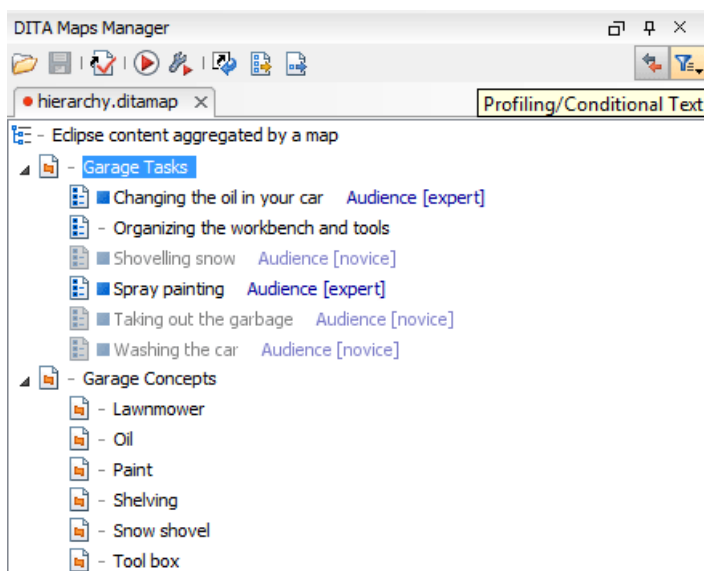 DITA Maps Manager
hierarchy.ditamap
Profiling/Conditional Text
- Eclipse content aggregated by a map
- Garage Tasks
Changing the oil in your car Audience [expert]
- Organizing the workbench and tools
Shovelling snow Audience [novice]
Spray painting Audience [expert]
Taking out the garbage Audience [novice]
Washing the car Audience [novice]
- Garage Concepts
- Lawnmower
- Oil
- Paint
- Shelving
- Snow shovel
- Tool box